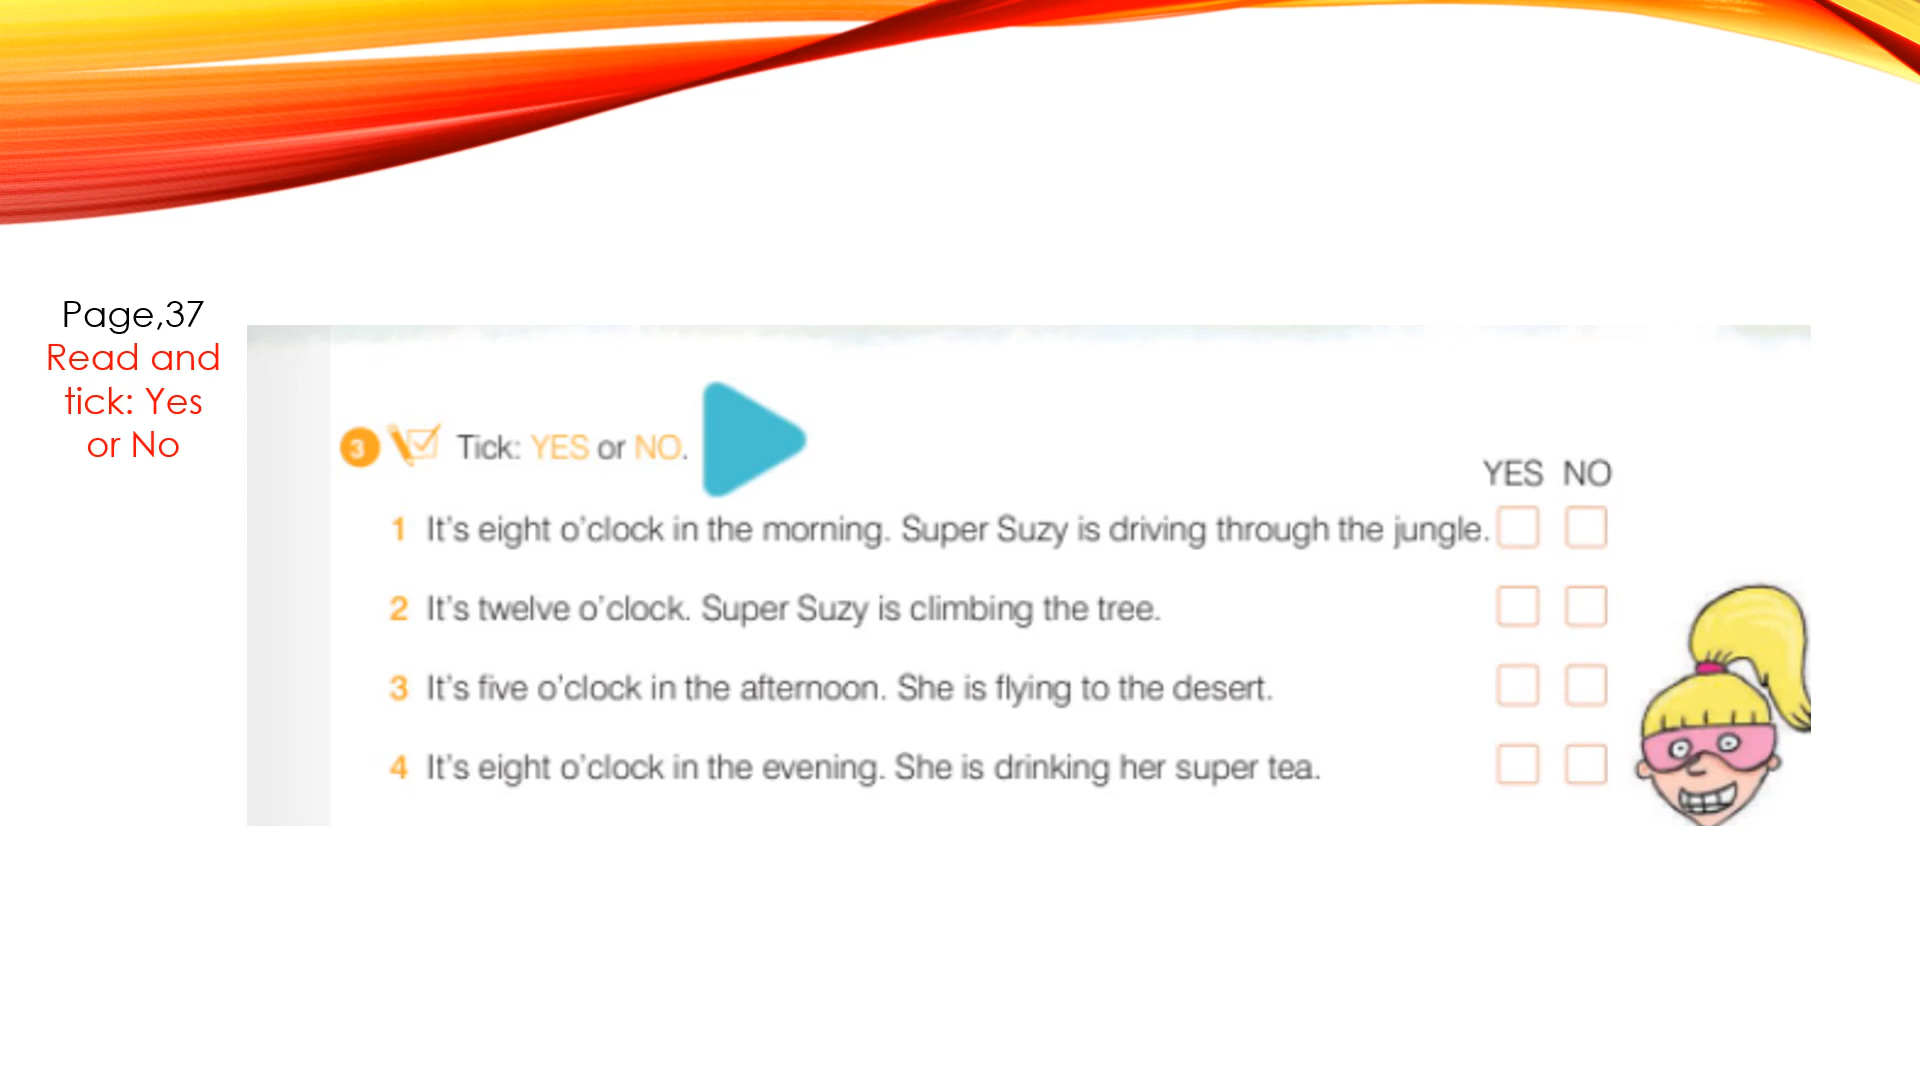 Page,37
Read and
tick: Yes
or No
3 Tick: YES or NO.
YES NO
1 It's eight o'clock in the morning. Super Suzy is driving through the jungle.
2 It's twelve o'clock. Super Suzy is climbing the tree.
3 It's five o'clock in the afternoon. She is flying to the desert.
4 It's eight o'clock in the evening. She is drinking her super tea.